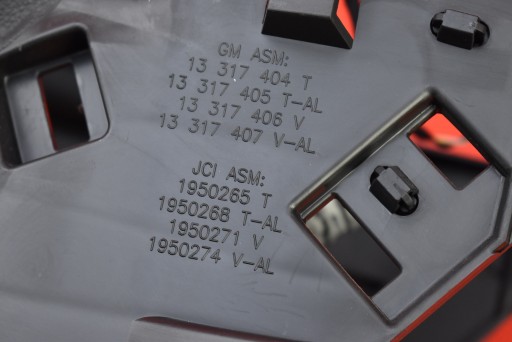 GM ASM:
13 317 404 T
13 317 405 T-AL
13 317 406 V
13 317 407 V-AL
JCI ASM:
1950265 T
1950268 T-AL
1950271 V
1950274 V-AL